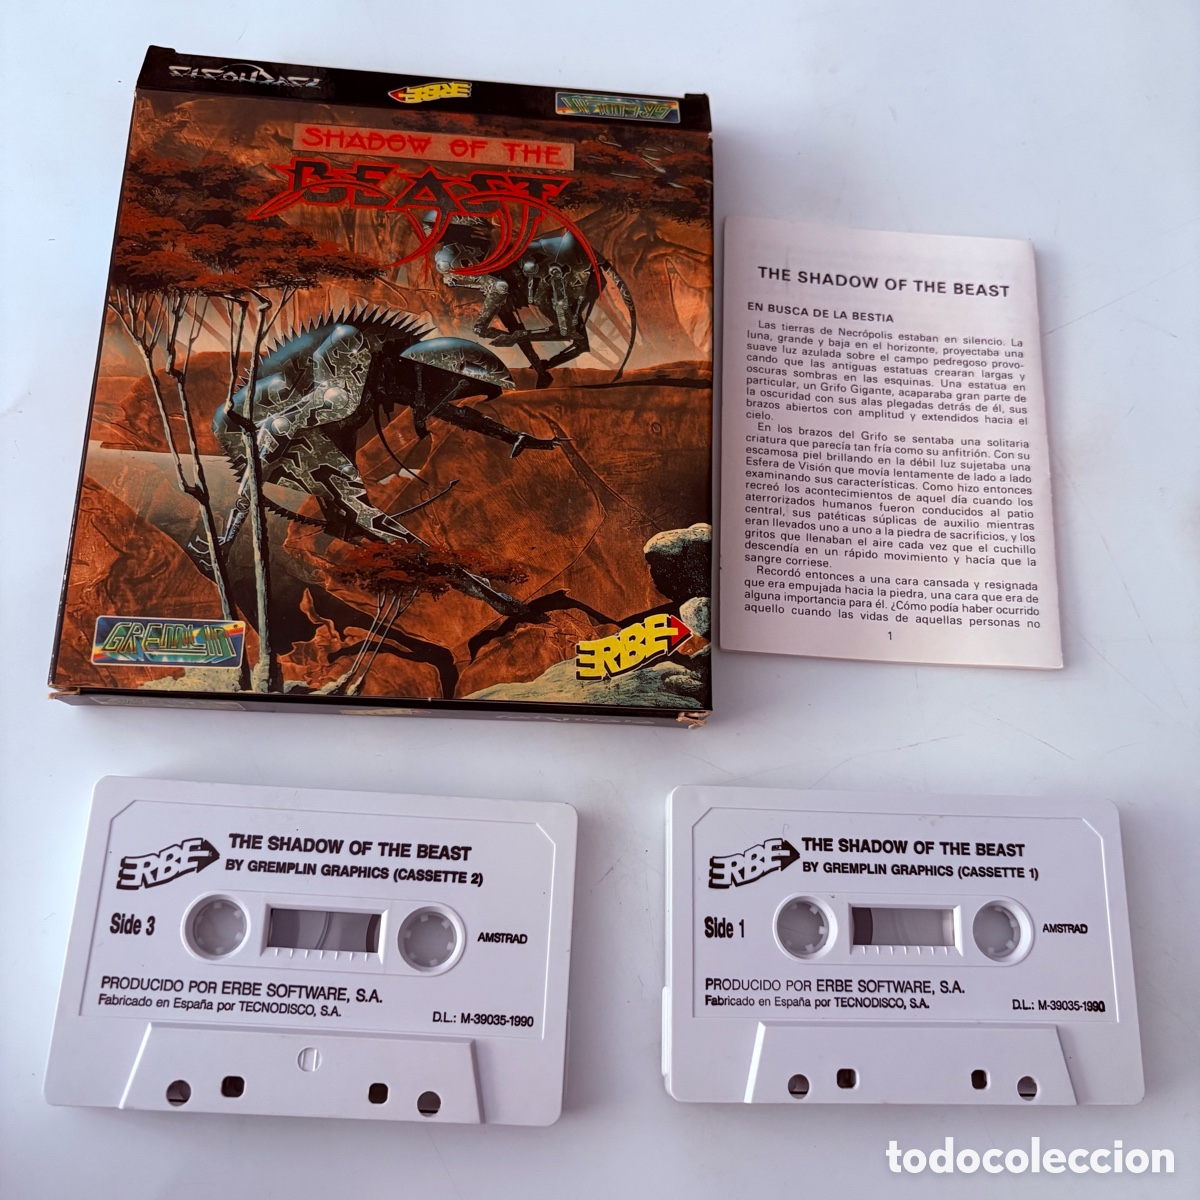 PSYGNOSIS
ERBE
GREMLIN
SHADOW OF THE
BEAST
GREMLIN
ERBE
THE SHADOW OF THE BEAST
EN BUSCA DE LA BESTIA
Las tierras de Necrópolis estaban en silencio. La
luna, grande y baja en el horizonte, proyectaba una
suave luz azulada sobre el campo pedregoso provo-
cando que las antiguas estatuas crearan largas y
oscuras sombras en las esquinas. Una estatua en
particular, un Grifo Gigante, acaparaba gran parte de
la oscuridad con sus alas plegadas detrás de él, sus
brazos abiertos con amplitud y extendidos hacia el
cielo.
En los brazos del Grifo se sentaba una solitaria
criatura que parecía tan fría como su anfitrión. Con su
escamosa piel brillando en la débil luz sujetaba una
Esfera de Visión que movía lentamente de lado a lado
examinando sus características. Como hizo entonces
recreó los acontecimientos de aquel día cuando los
aterrorizados humanos fueron conducidos al patio
central, sus patéticas súplicas de auxilio mientras
eran llevados uno a uno a la piedra de sacrificios, y los
gritos que llenaban el aire cada vez que el cuchillo
descendía en un rápido movimiento y hacía que la
sangre corriese.
Recordó entonces a una cara cansada y resignada
que era empujada hacia la piedra, una cara que era de
alguna importancia para él. ¿Cómo podía haber ocurrido
aquello cuando las vidas de aquellas personas no
1
ERBE
THE SHADOW OF THE BEAST
BY GREMPLIN GRAPHICS (CASSETTE 2)
Side 3
AMSTRAD
PRODUCIDO POR ERBE SOFTWARE, S.A.
Fabricado en España por TECNODISCO, S.A.
D.L.: M-39035-1990
ERBE
THE SHADOW OF THE BEAST
BY GREMPLIN GRAPHICS (CASSETTE 1)
Side 1
AMSTRAD
PRODUCIDO POR ERBE SOFTWARE, S.A.
Fabricado en España por TECNODISCO, S.A.
D.L.: M-39035-1990
todocoleccion